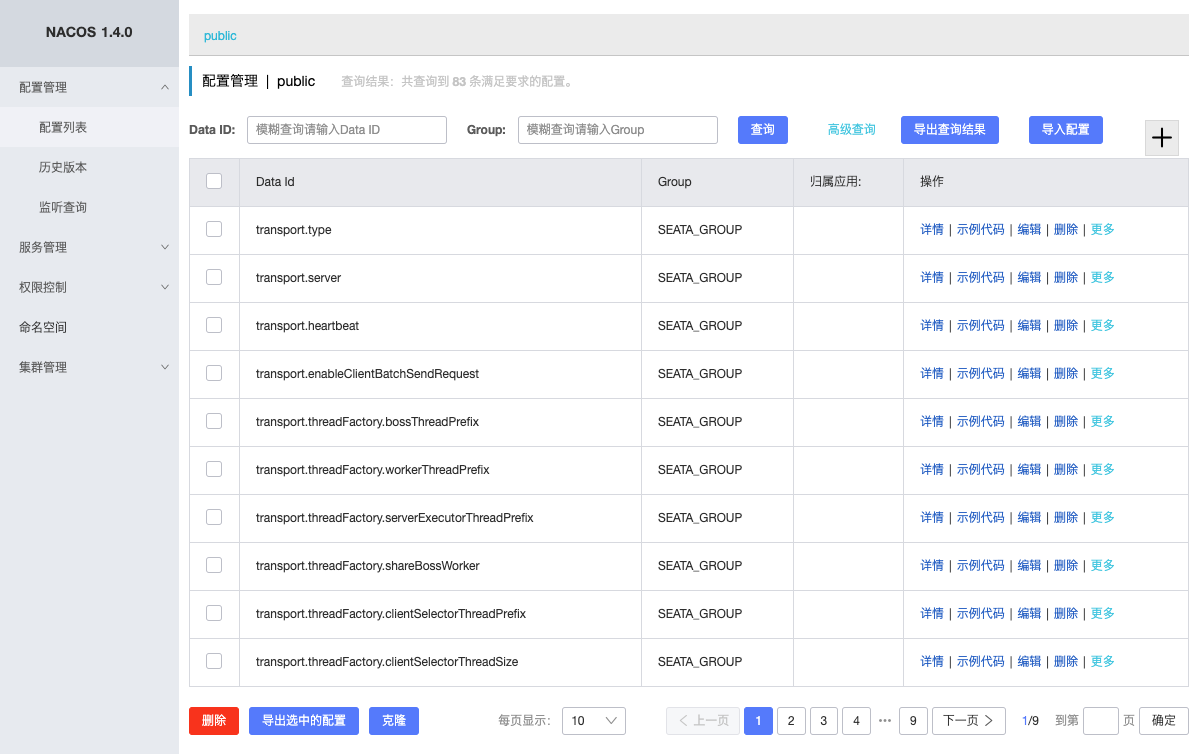 NACOS 1.4.0
配置管理
配置列表
历史版本
监听查询
服务管理
权限控制
命名空间
集群管理
public
配置管理 | public 查询结果：共查询到 83 条满足要求的配置。
Data ID: 模糊查询请输入Data ID Group: 模糊查询请输入Group 查询 高级查询 导出查询结果 导入配置
Data Id Group 归属应用: 操作
transport.type SEATA_GROUP 详情 | 示例代码 | 编辑 | 删除 | 更多
transport.server SEATA_GROUP 详情 | 示例代码 | 编辑 | 删除 | 更多
transport.heartbeat SEATA_GROUP 详情 | 示例代码 | 编辑 | 删除 | 更多
transport.enableClientBatchSendRequest SEATA_GROUP 详情 | 示例代码 | 编辑 | 删除 | 更多
transport.threadFactory.bossThreadPrefix SEATA_GROUP 详情 | 示例代码 | 编辑 | 删除 | 更多
transport.threadFactory.workerThreadPrefix SEATA_GROUP 详情 | 示例代码 | 编辑 | 删除 | 更多
transport.threadFactory.serverExecutorThreadPrefix SEATA_GROUP 详情 | 示例代码 | 编辑 | 删除 | 更多
transport.threadFactory.shareBossWorker SEATA_GROUP 详情 | 示例代码 | 编辑 | 删除 | 更多
transport.threadFactory.clientSelectorThreadPrefix SEATA_GROUP 详情 | 示例代码 | 编辑 | 删除 | 更多
transport.threadFactory.clientSelectorThreadSize SEATA_GROUP 详情 | 示例代码 | 编辑 | 删除 | 更多
删除 导出选中的配置 克隆 每页显示: 10 上一页 1 2 3 4 ••• 9 下一页 1/9 到第 页 确定